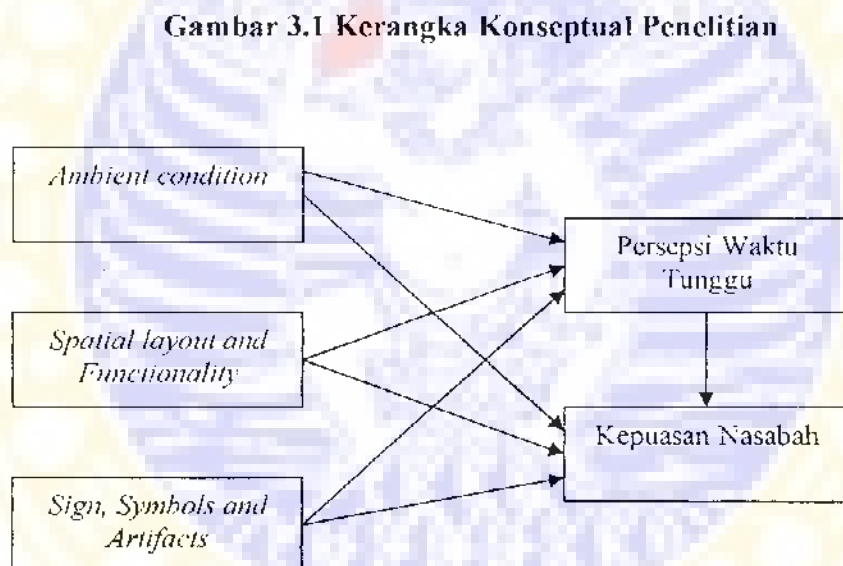 Gambar 3.1 Kerangka Konseptual Penelitian
Ambient condition
Persepsi Waktu
Tunggu
Spatial layout and
Functionality
Kepuasan Nasabah
Sign, Symbols and
Artifacts